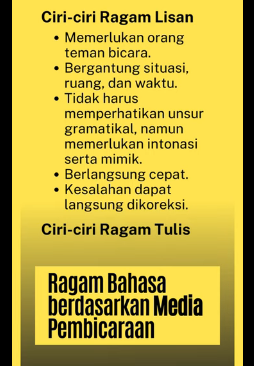 Ciri-ciri Ragam Lisan
• Memerlukan orang
teman bicara.
• Bergantung situasi,
ruang, dan waktu.
• Tidak harus
memperhatikan unsur
gramatikal, namun
memerlukan intonasi
serta mimik.
• Berlangsung cepat.
• Kesalahan dapat
langsung dikoreksi.
Ciri-ciri Ragam Tulis
Ragam Bahasa
berdasarkan Media
Pembicaraan